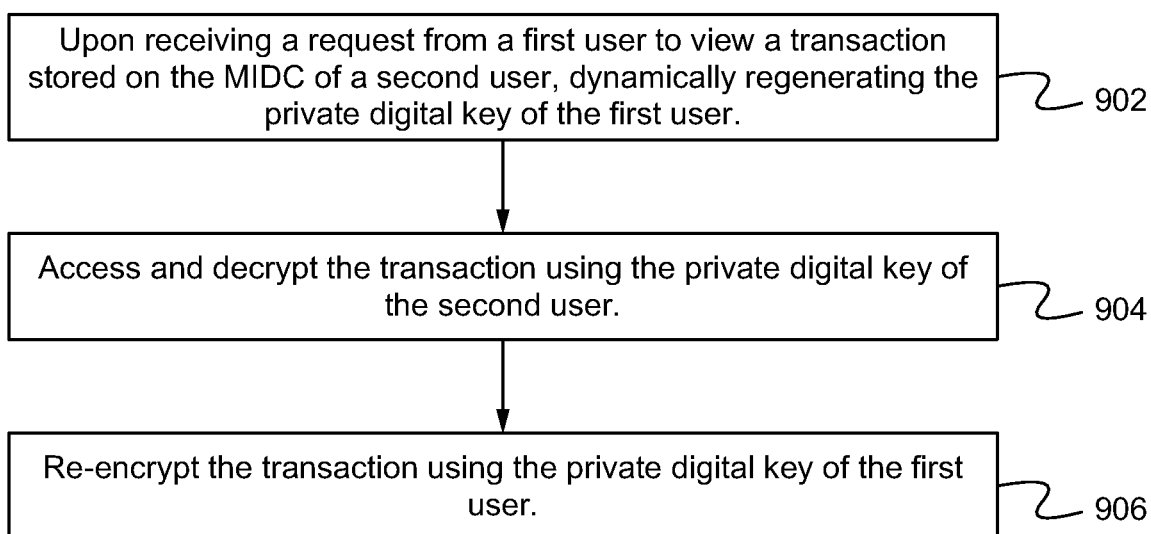 Upon receiving a request from a first user to view a transaction
stored on the MIDC of a second user, dynamically regenerating the
private digital key of the first user.
902
Access and decrypt the transaction using the private digital key of
the second user.
904
Re-encrypt the transaction using the private digital key of the first
user.
906